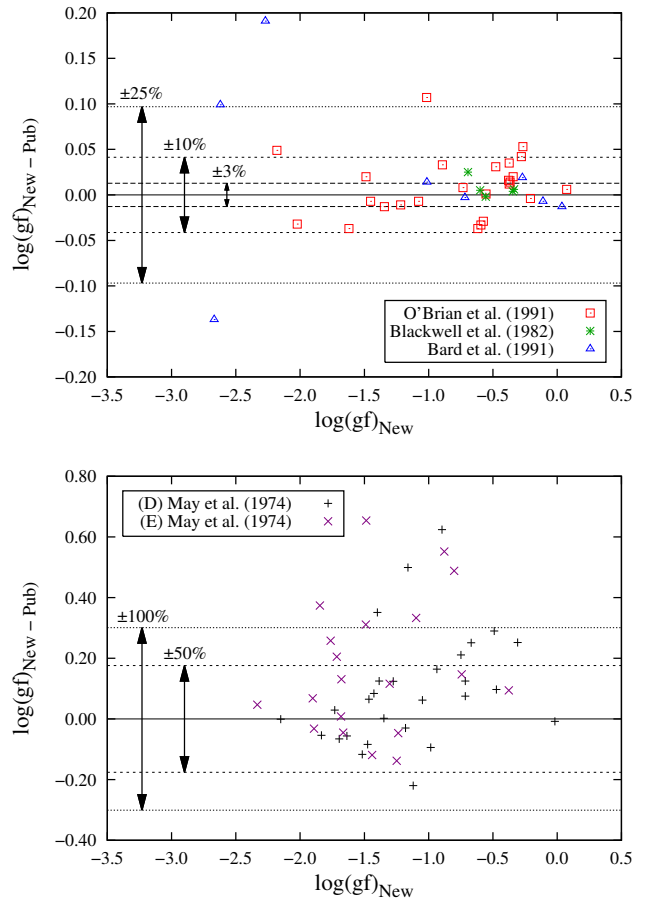 0.20
0.15
0.10
0.05
0.00
−0.05
−0.10
−0.15
−0.20
log(gf)New − Pub)
±25%
±10%
±3%
O'Brian et al. (1991)
Blackwell et al. (1982)
Bard et al. (1991)
−3.5 −3.0 −2.5 −2.0 −1.5 −1.0 −0.5 0.0 0.5
log(gf)New
0.80
0.60
0.40
0.20
0.00
−0.20
−0.40
log(gf)New − Pub)
(D) May et al. (1974)
(E) May et al. (1974)
±100%
±50%
−3.5 −3.0 −2.5 −2.0 −1.5 −1.0 −0.5 0.0 0.5
log(gf)New